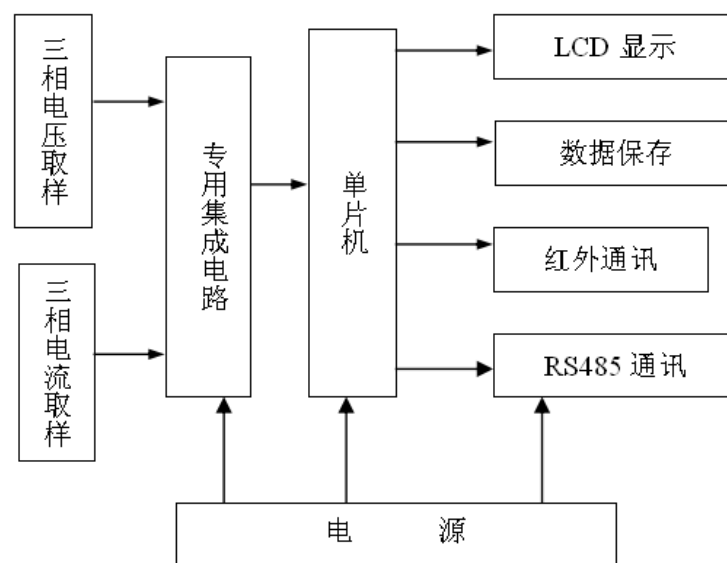 三相电压取样
三相电流取样
专用集成电路
单片机
LCD 显示
数据保存
红外通讯
RS485 通讯
电 源